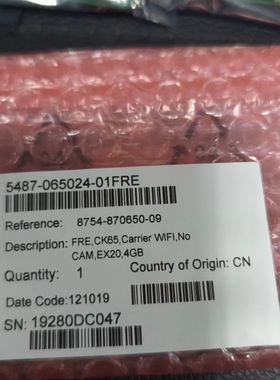 5487-065024-01FRE
Reference: 8754-870650-09
Description: FRE,CK65,Carrier WIFI,No
CAM,EX20,4GB
Quantity: 1 Country of Origin: CN
Date Code:121019
SN: 19280DC047